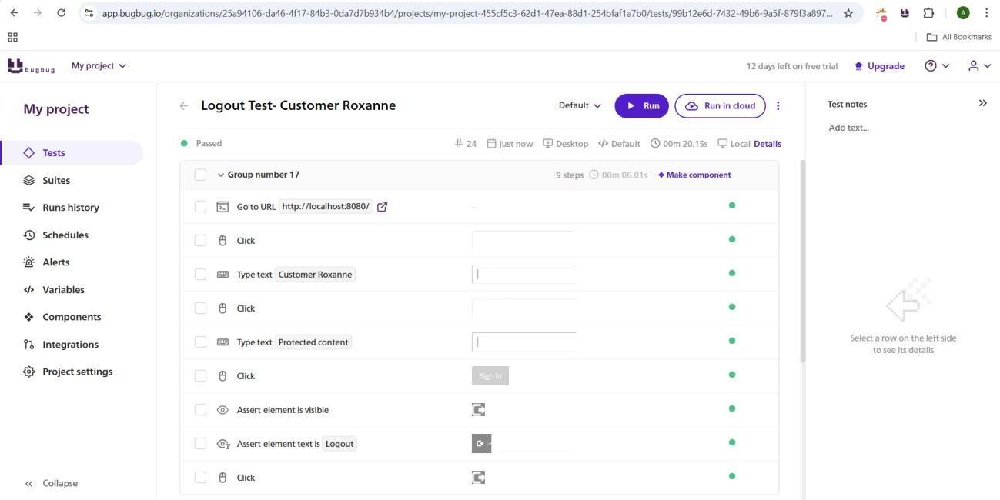 app.bugbug.io/organizations/25a94106-da46-4f17-84b3-0da7d7b934b4/projects/my-project-455cf5c3-62d1-47ea-88d1-254bfaf1a7b0/tests/99b12e6d-7432-49b6-9a5f-879f3a897...
A
All Bookmarks
bugbug
My project
12 days left on free trial
Upgrade
My project
Tests
Suites
Runs history
Schedules
Alerts
Variables
Components
Integrations
Project settings
Collapse
Logout Test- Customer Roxanne
Default
Run
Run in cloud
Passed
# 24 just now Desktop Default 00m 20.15s Local Details
Group number 17 9 steps 00m 06.01s Make component
Go to URL http://localhost:8080/ -
Click
Type text Customer Roxanne
Click
Type text Protected content
Click Sign in
Assert element is visible
Assert element text is Logout
Click
Test notes
Add text...
Select a row on the left side
to see its details